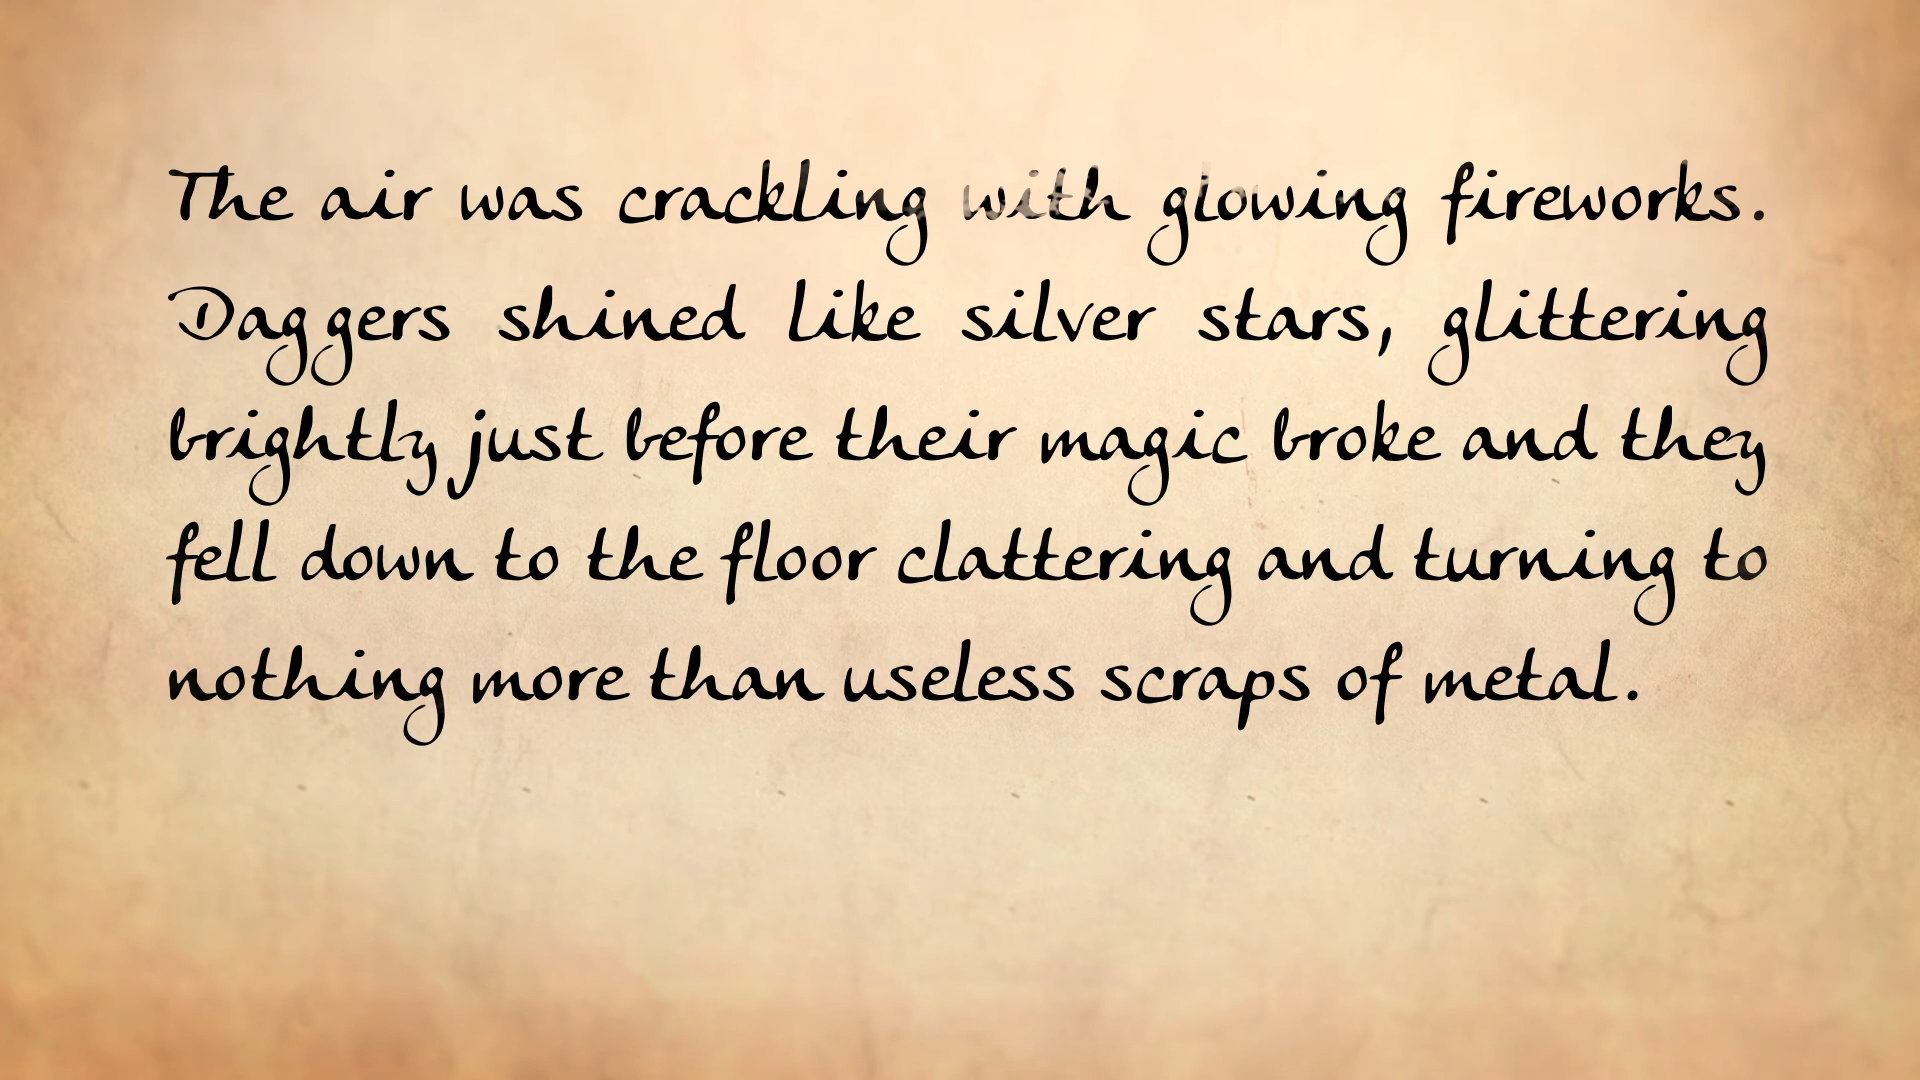 The air was crackling with glowing fireworks.
Daggers shined like silver stars, glittering
brightly just before their magic broke and they
fell down to the floor clattering and turning to
nothing more than useless scraps of metal.